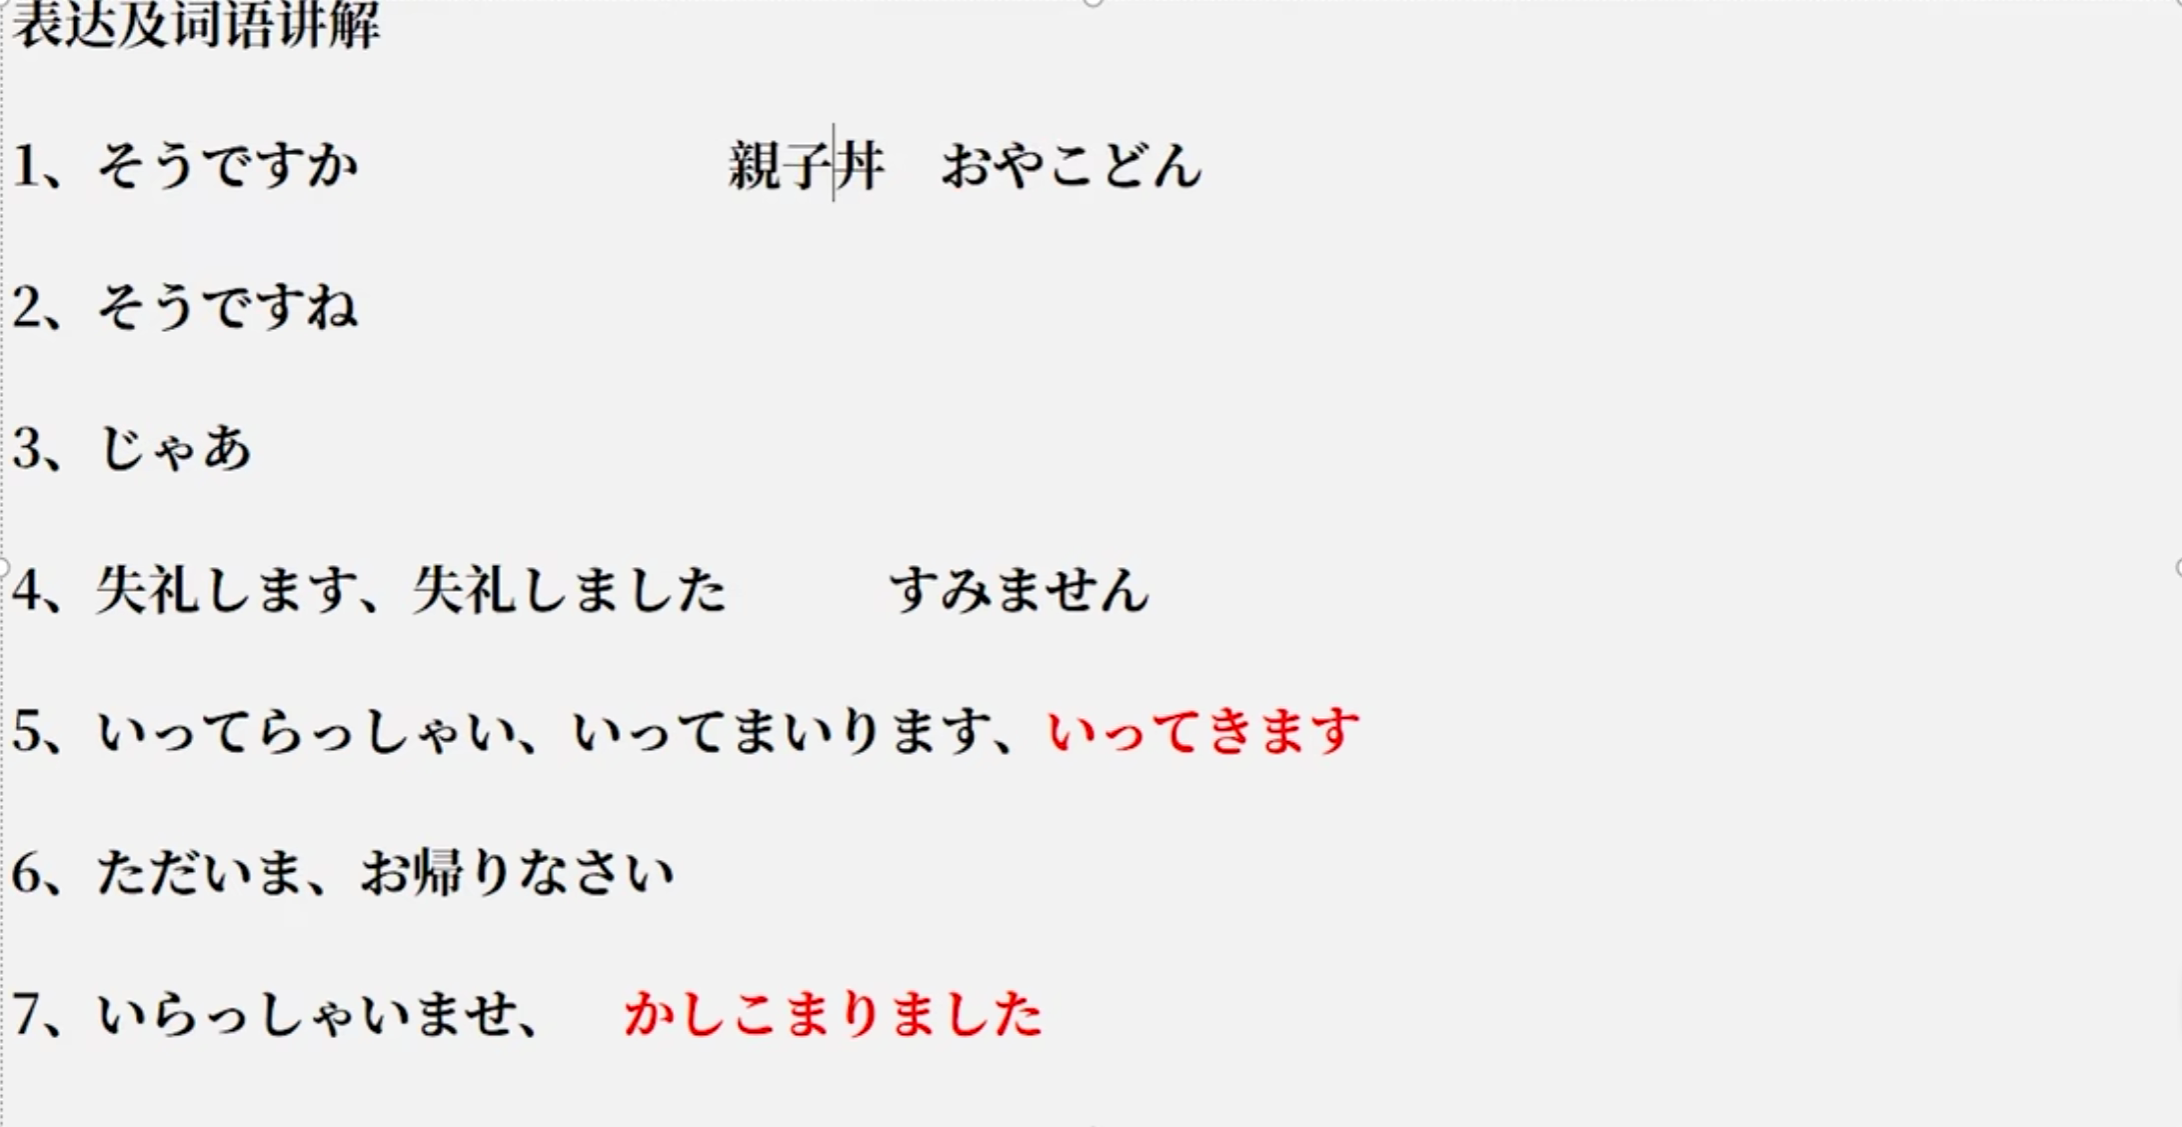 表达及词语讲解
1、そうですか　　　親子丼　おやこどん
2、そうですね
3、じゃあ
4、失礼します、失礼しました　　　すみません
5、いってらっしゃい、いってまいります、いってきます
6、ただいま、お帰りなさい
7、いらっしゃいませ、　かしこまりました